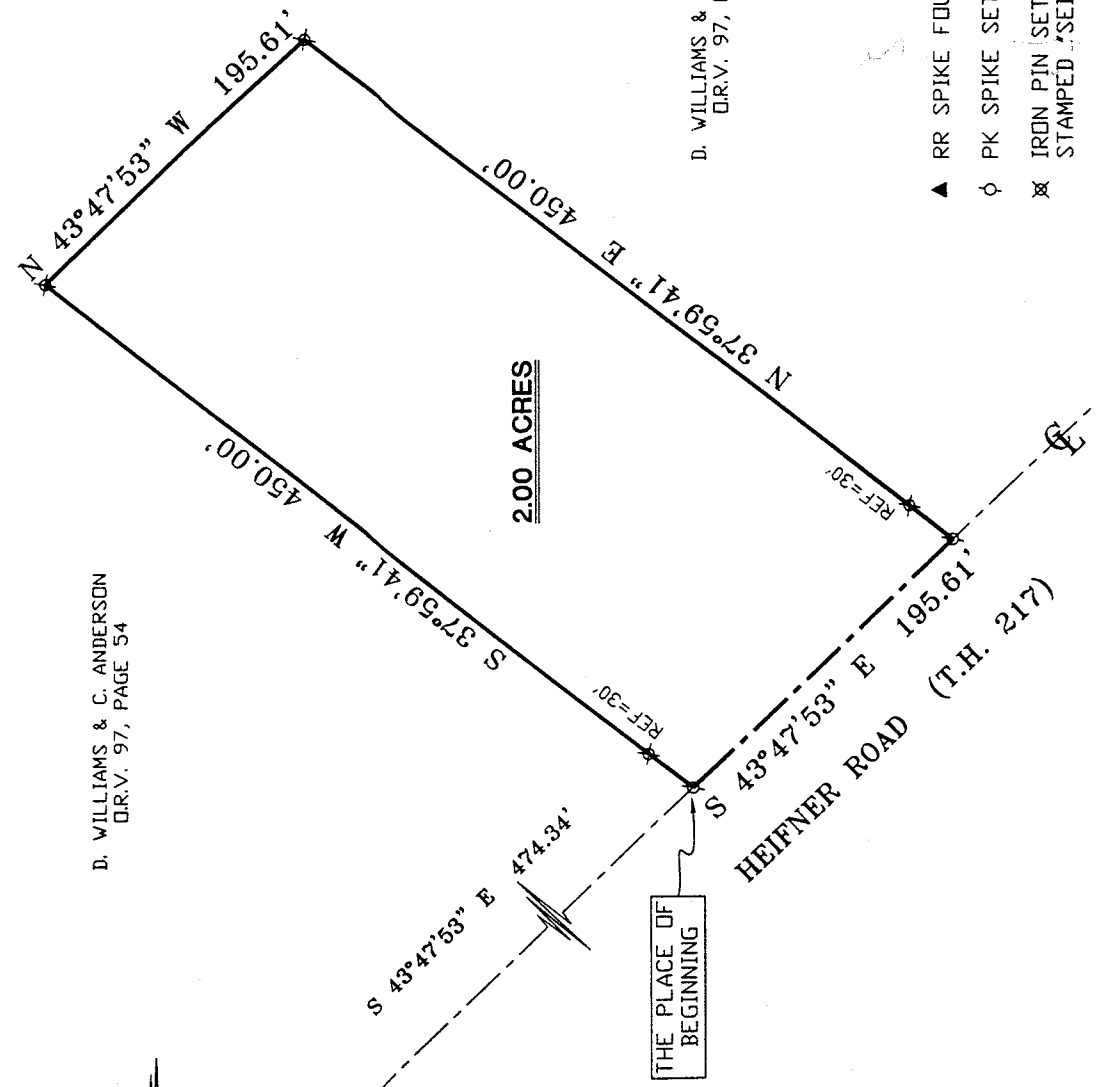 N 43°47'53" W 195.61'
D. WILLIAMS &
O.R.V. 97,
RR SPIKE
PK SPIKE SET
IRON PIN SET
STAMPED
450.00'
N 37°59'41" E
REF=30'
2.00 ACRES
450.00'
S 37°59'41" W
REF=30'
D. WILLIAMS & C. ANDERSON
O.R.V. 97, PAGE 54
S 43°47'53" E 195.61'
HEIFNER ROAD (T.H. 217)
CL
S 43°47'53" E 474.34'
THE PLACE OF
BEGINNING